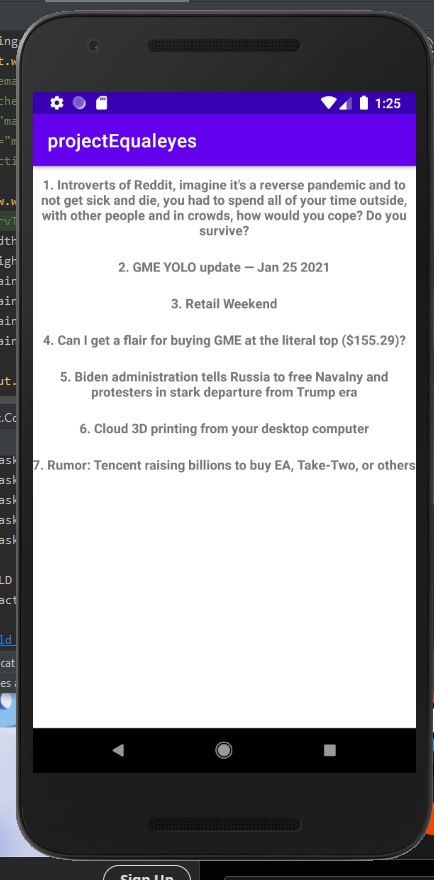 1:25
projectEqualeyes
1. Introverts of Reddit, imagine it's a reverse pandemic and to
not get sick and die, you had to spend all of your time outside,
with other people and in crowds, how would you cope? Do you
survive?
2. GME YOLO update — Jan 25 2021
3. Retail Weekend
4. Can I get a flair for buying GME at the literal top ($155.29)?
5. Biden administration tells Russia to free Navalny and
protesters in stark departure from Trump era
6. Cloud 3D printing from your desktop computer
7. Rumor: Tencent raising billions to buy EA, Take-Two, or others
Sign Up